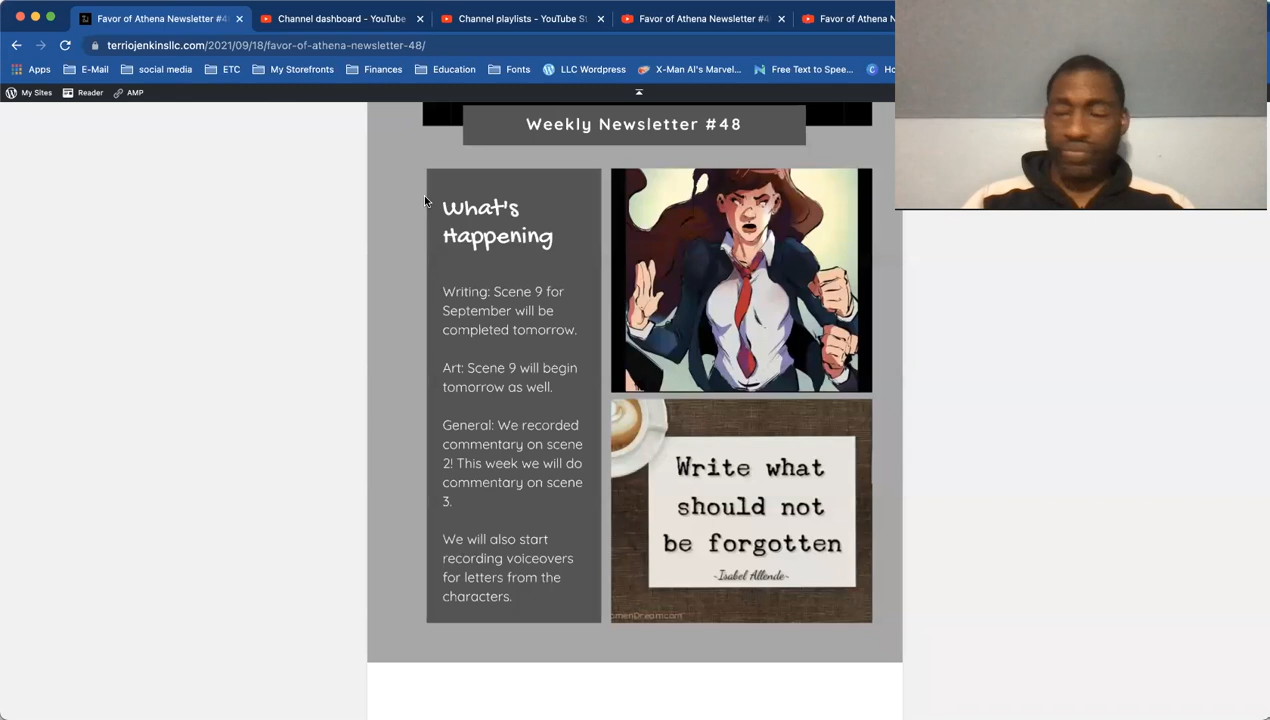 Favor of Athena Newsletter #4
Channel dashboard - YouTube
Channel playlists - YouTube St
Favor of Athena Newsletter #4
Favor of Athena N
terriojenkinsllc.com/2021/09/18/favor-of-athena-newsletter-48/
Apps
E-Mail
social media
ETC
My Storefronts
Finances
Education
Fonts
LLC Wordpress
X-Man Al's Marvel...
Free Text to Spee...
Ho
My Sites
Reader
AMP
Weekly Newsletter #48
What's
Happening
Writing: Scene 9 for
September will be
completed tomorrow.
Art: Scene 9 will begin
tomorrow as well.
General: We recorded
commentary on scene
2! This week we will do
commentary on scene
3.
We will also start
recording voiceovers
for letters from the
characters.
Write what
should not
be forgotten
~Isabel Allende~
omenDream.com